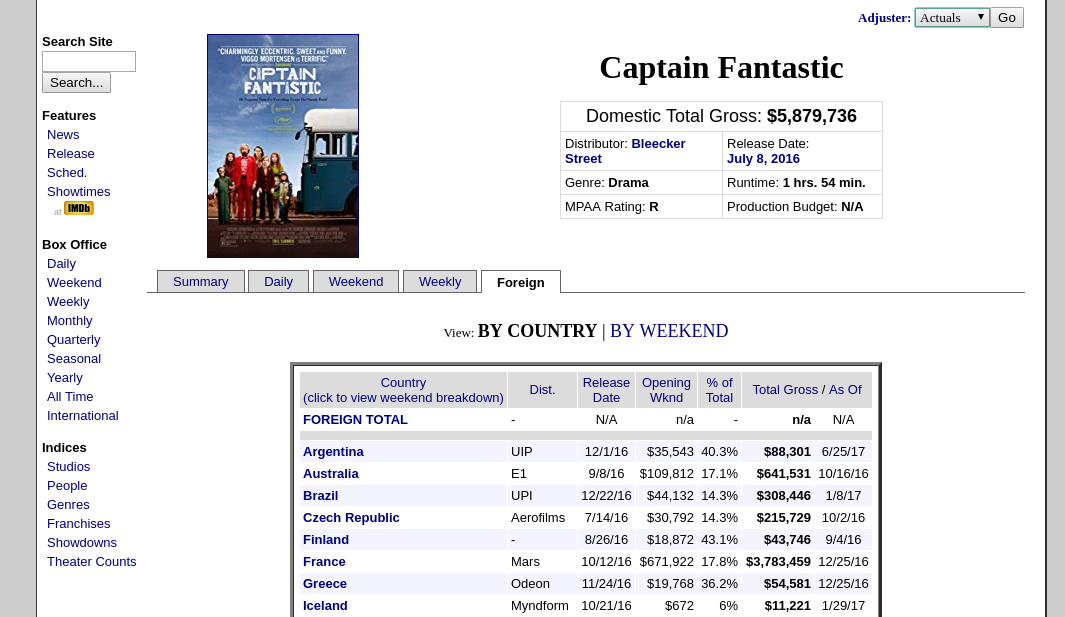 Adjuster: Actuals Go
Search Site
Search...
Features
News
Release
Sched.
Showtimes
at IMDb
Box Office
Daily
Weekend
Weekly
Monthly
Quarterly
Seasonal
Yearly
All Time
International
Indices
Studios
People
Genres
Franchises
Showdowns
Theater Counts
"CHARMINGLY ECCENTRIC, SWEET AND FUNNY.
VIGGO MORTENSEN IS TERRIFIC"
CAPTAIN
FANTASTIC
Captain Fantastic
Domestic Total Gross: $5,879,736
Distributor: Bleecker Street
Release Date: July 8, 2016
Genre: Drama
Runtime: 1 hrs. 54 min.
MPAA Rating: R
Production Budget: N/A
Summary Daily Weekend Weekly Foreign
View: BY COUNTRY | BY WEEKEND
Country (click to view weekend breakdown) Dist. Release Date Opening Wknd % of Total Total Gross / As Of
FOREIGN TOTAL - N/A n/a - n/a N/A
Argentina UIP 12/1/16 $35,543 40.3% $88,301 6/25/17
Australia E1 9/8/16 $109,812 17.1% $641,531 10/16/16
Brazil UPI 12/22/16 $44,132 14.3% $308,446 1/8/17
Czech Republic Aerofilms 7/14/16 $30,792 14.3% $215,729 10/2/16
Finland - 8/26/16 $18,872 43.1% $43,746 9/4/16
France Mars 10/12/16 $671,922 17.8% $3,783,459 12/25/16
Greece Odeon 11/24/16 $19,768 36.2% $54,581 12/25/16
Iceland Myndform 10/21/16 $672 6% $11,221 1/29/17